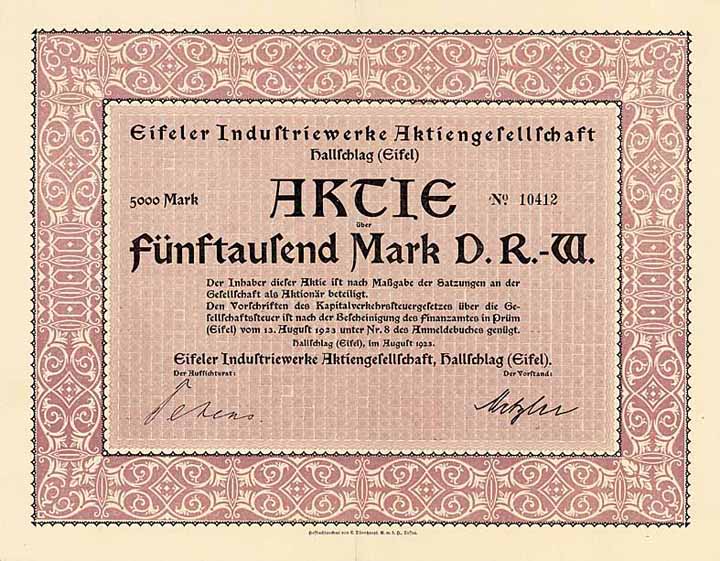 Eifeler Industriewerke Aktiengesellschaft
Hallschlag (Eifel)
5000 Mark AKTIE No 10412
über
Fünftausend Mark D. R.-W.
Der Inhaber dieser Aktie ist nach Maßgabe der Satzungen an der
Gesellschaft als Aktionär beteiligt.
Den Vorschriften des Kapitalverkehrsteuergesetzes über die Ge-
sellschaftssteuer ist nach der Bescheinigung des Finanzamtes in Prüm
(Eifel) vom 13. August 1923 unter Nr. 8 des Anmeldebuches genügt.
Hallschlag (Eifel), im August 1923.
Eifeler Industriewerke Aktiengesellschaft, Hallschlag (Eifel).
Der Aufsichtsrat: Der Vorstand:
Metzler